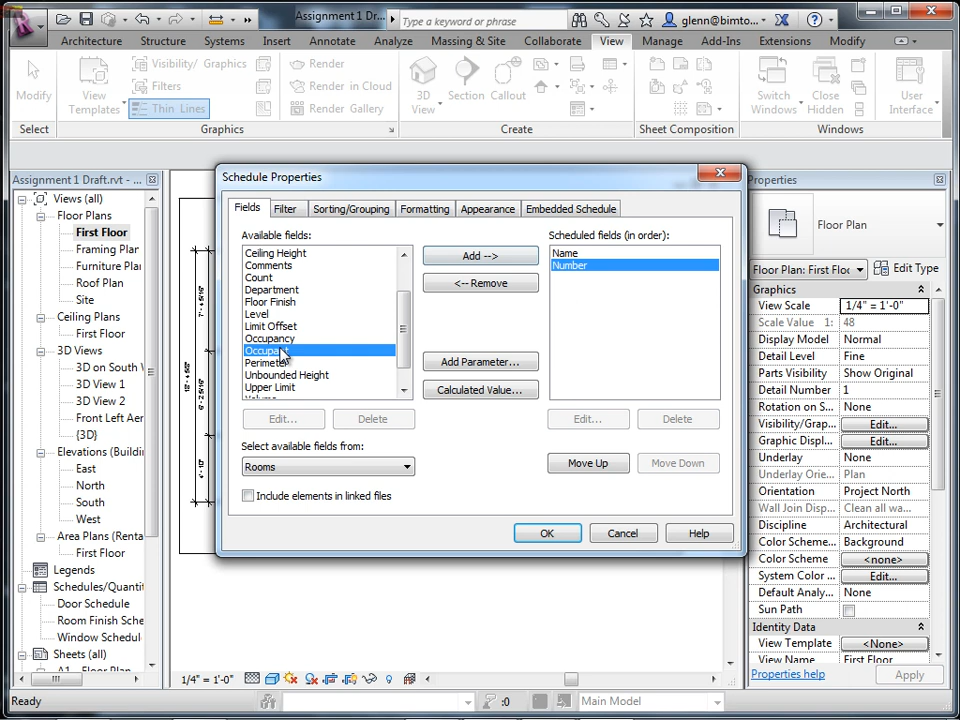 Assignment 1 Dr...
Type a keyword or phrase
glenn@bimto...
Architecture Structure Systems Insert Annotate Analyze Massing & Site Collaborate View Manage Add-Ins Extensions Modify
Modify
View Templates
Visibility/ Graphics
Filters
Thin Lines
Render
Render in Cloud
Render Gallery
3D View
Section
Callout
Switch Windows
Close Hidden
User Interface
Select
Graphics
Create
Sheet Composition
Windows
Assignment 1 Draft.rvt - ...
Views (all)
Floor Plans
First Floor
Framing Plar
Furniture Pla
Roof Plan
Site
Ceiling Plans
First Floor
3D Views
3D on South
3D View 1
3D View 2
Front Left Aer
{3D}
Elevations (Buildin
East
North
South
West
Area Plans (Renta
First Floor
Legends
Schedules/Quantit
Door Schedule
Room Finish Sche
Window Schedul
Sheets (all)
A1 - Floor Plan
Schedule Properties
Fields Filter Sorting/Grouping Formatting Appearance Embedded Schedule
Available fields:
Ceiling Height
Comments
Count
Department
Floor Finish
Level
Limit Offset
Occupancy
Occupant
Perimeter
Unbounded Height
Upper Limit
Volume
Add -->
<-- Remove
Add Parameter...
Calculated Value...
Scheduled fields (in order):
Name
Number
Edit... Delete
Edit... Delete
Select available fields from:
Rooms
Move Up Move Down
Include elements in linked files
OK Cancel Help
Properties
Floor Plan
Floor Plan: First Floc
Edit Type
Graphics
View Scale 1/4" = 1'-0"
Scale Value 1: 48
Display Model Normal
Detail Level Fine
Parts Visibility Show Original
Detail Number 1
Rotation on S... None
Visibility/Grap... Edit...
Graphic Displ... Edit...
Underlay None
Underlay Orie... Plan
Orientation Project North
Wall Join Disp... Clean all wa...
Discipline Architectural
Color Scheme... Background
Color Scheme <none>
System Color ... Edit...
Default Analy... None
Sun Path
Identity Data
View Template <None>
View Name First Floor
Properties help
Apply
1/4" = 1'-0"
Ready
:0
Main Model